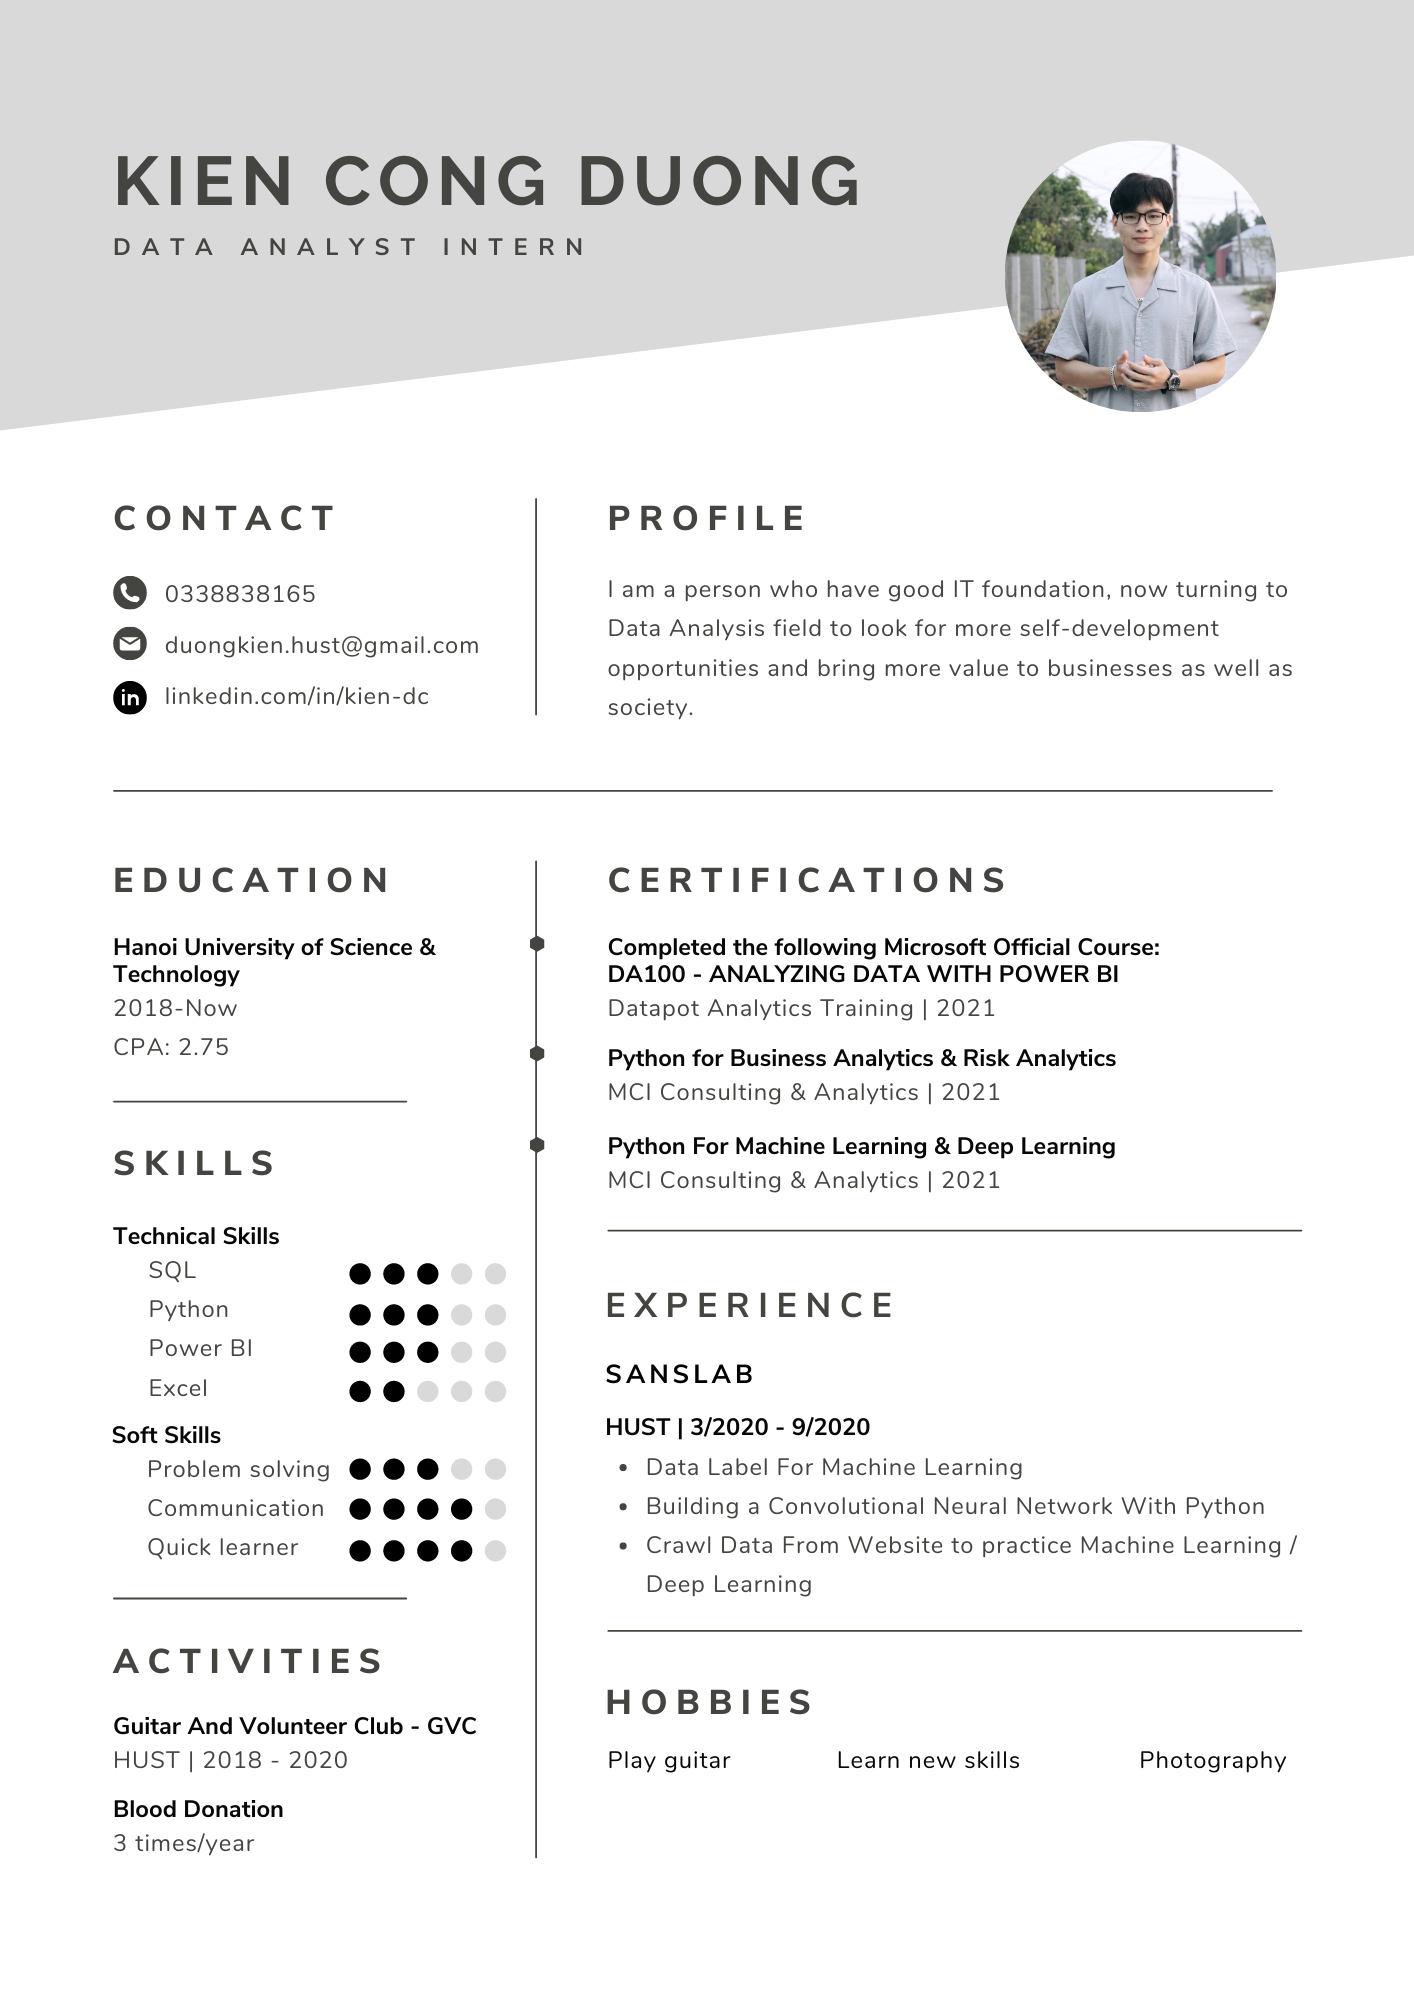 KIEN CONG DUONG
DATA ANALYST INTERN
CONTACT
0338838165
duongkien.hust@gmail.com
linkedin.com/in/kien-dc
PROFILE
I am a person who have good IT foundation, now turning to
Data Analysis field to look for more self-development
opportunities and bring more value to businesses as well as
society.
EDUCATION
Hanoi University of Science &
Technology
2018-Now
CPA: 2.75
SKILLS
Technical Skills
SQL
Python
Power BI
Excel
Soft Skills
Problem solving
Communication
Quick learner
ACTIVITIES
Guitar And Volunteer Club - GVC
HUST | 2018 - 2020
Blood Donation
3 times/year
CERTIFICATIONS
Completed the following Microsoft Official Course:
DA100 - ANALYZING DATA WITH POWER BI
Datapot Analytics Training | 2021
Python for Business Analytics & Risk Analytics
MCI Consulting & Analytics | 2021
Python For Machine Learning & Deep Learning
MCI Consulting & Analytics | 2021
EXPERIENCE
SANSLAB
HUST | 3/2020 - 9/2020
• Data Label For Machine Learning
• Building a Convolutional Neural Network With Python
• Crawl Data From Website to practice Machine Learning /
Deep Learning
HOBBIES
Play guitar Learn new skills Photography